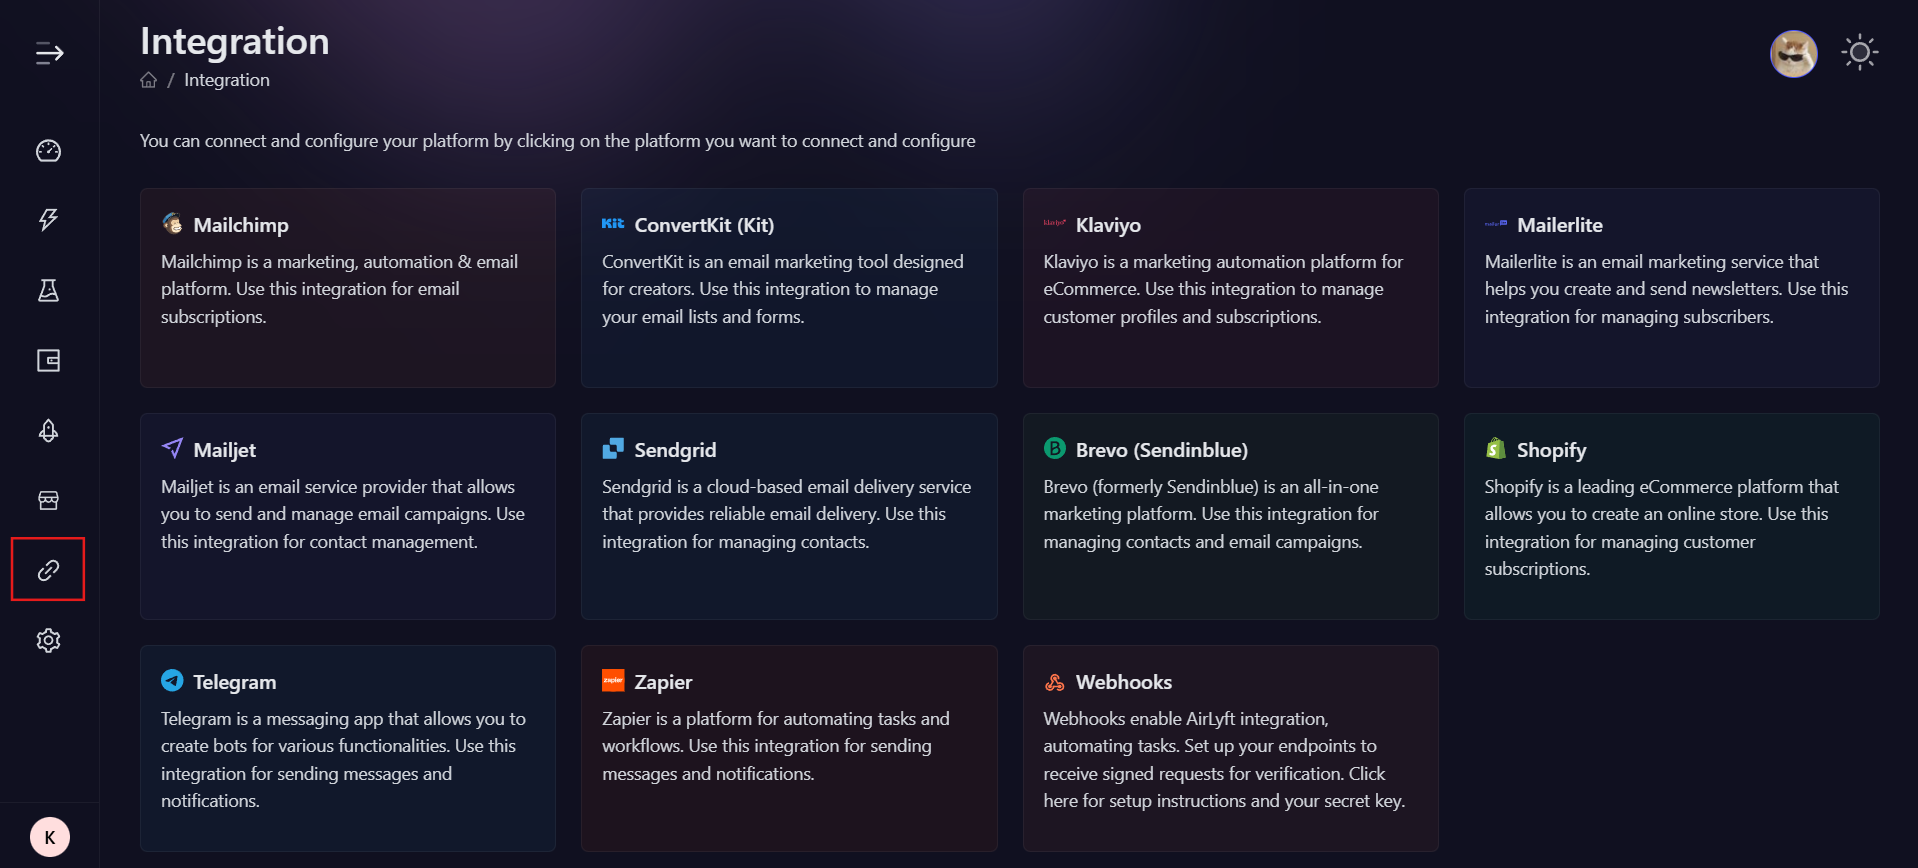 Integration
/ Integration
You can connect and configure your platform by clicking on the platform you want to connect and configure
Mailchimp
Mailchimp is a marketing, automation & email
platform. Use this integration for email
subscriptions.
Kit ConvertKit (Kit)
ConvertKit is an email marketing tool designed
for creators. Use this integration to manage
your email lists and forms.
klaviyo Klaviyo
Klaviyo is a marketing automation platform for
eCommerce. Use this integration to manage
customer profiles and subscriptions.
Mailerlite
Mailerlite is an email marketing service that
helps you create and send newsletters. Use this
integration for managing subscribers.
Mailjet
Mailjet is an email service provider that allows
you to send and manage email campaigns. Use
this integration for contact management.
Sendgrid
Sendgrid is a cloud-based email delivery service
that provides reliable email delivery. Use this
integration for managing contacts.
B Brevo (Sendinblue)
Brevo (formerly Sendinblue) is an all-in-one
marketing platform. Use this integration for
managing contacts and email campaigns.
S Shopify
Shopify is a leading eCommerce platform that
allows you to create an online store. Use this
integration for managing customer
subscriptions.
Telegram
Telegram is a messaging app that allows you to
create bots for various functionalities. Use this
integration for sending messages and
notifications.
zapier Zapier
Zapier is a platform for automating tasks and
workflows. Use this integration for sending
messages and notifications.
Webhooks
Webhooks enable AirLyft integration,
automating tasks. Set up your endpoints to
receive signed requests for verification. Click
here for setup instructions and your secret key.
K